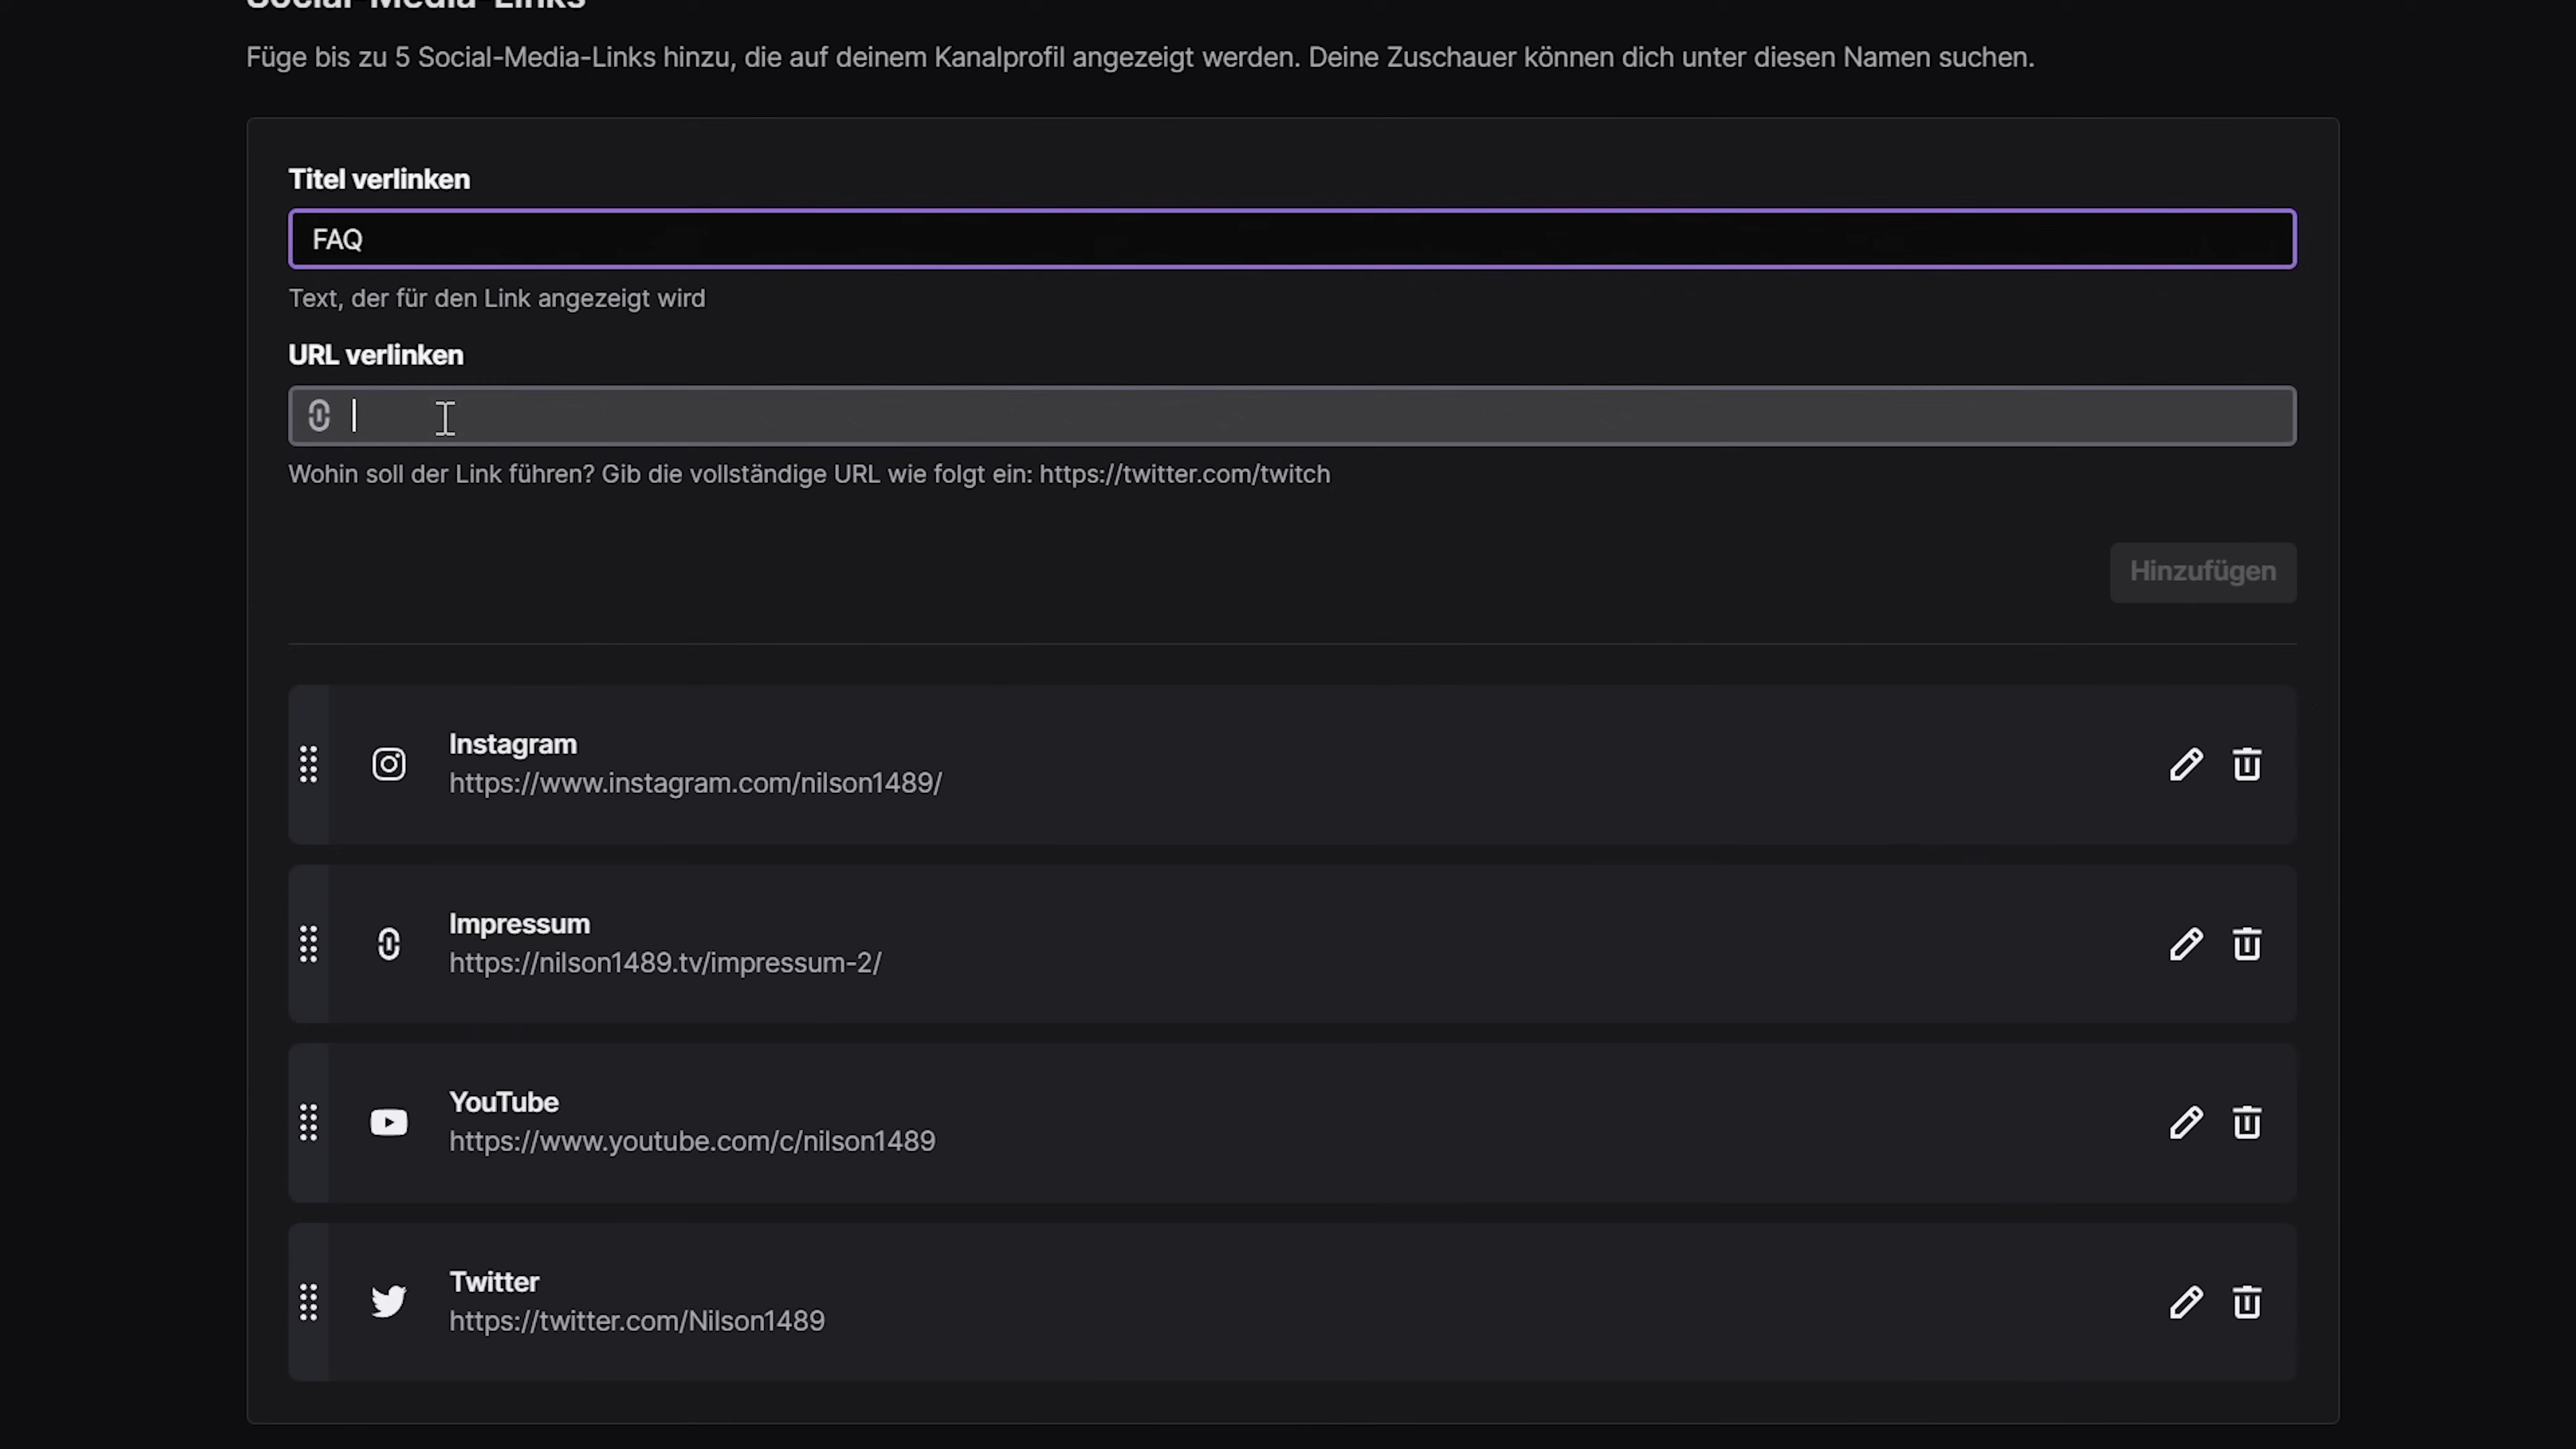 Social-Media-Links
Füge bis zu 5 Social-Media-Links hinzu, die auf deinem Kanalprofil angezeigt werden. Deine Zuschauer können dich unter diesen Namen suchen.
Titel verlinken
FAQ
Text, der für den Link angezeigt wird
URL verlinken
Wohin soll der Link führen? Gib die vollständige URL wie folgt ein: https://twitter.com/twitch
Hinzufügen
Instagram
https://www.instagram.com/nilson1489/
Impressum
https://nilson1489.tv/impressum-2/
YouTube
https://www.youtube.com/c/nilson1489
Twitter
https://twitter.com/Nilson1489